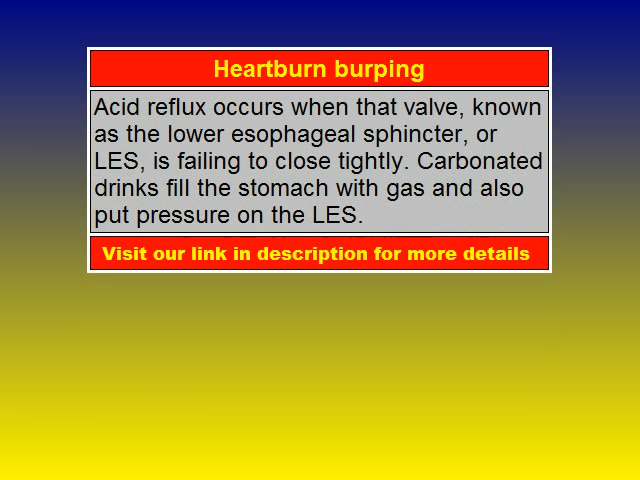 Heartburn burping
Acid reflux occurs when that valve, known
as the lower esophageal sphincter, or
LES, is failing to close tightly. Carbonated
drinks fill the stomach with gas and also
put pressure on the LES.
Visit our link in description for more details